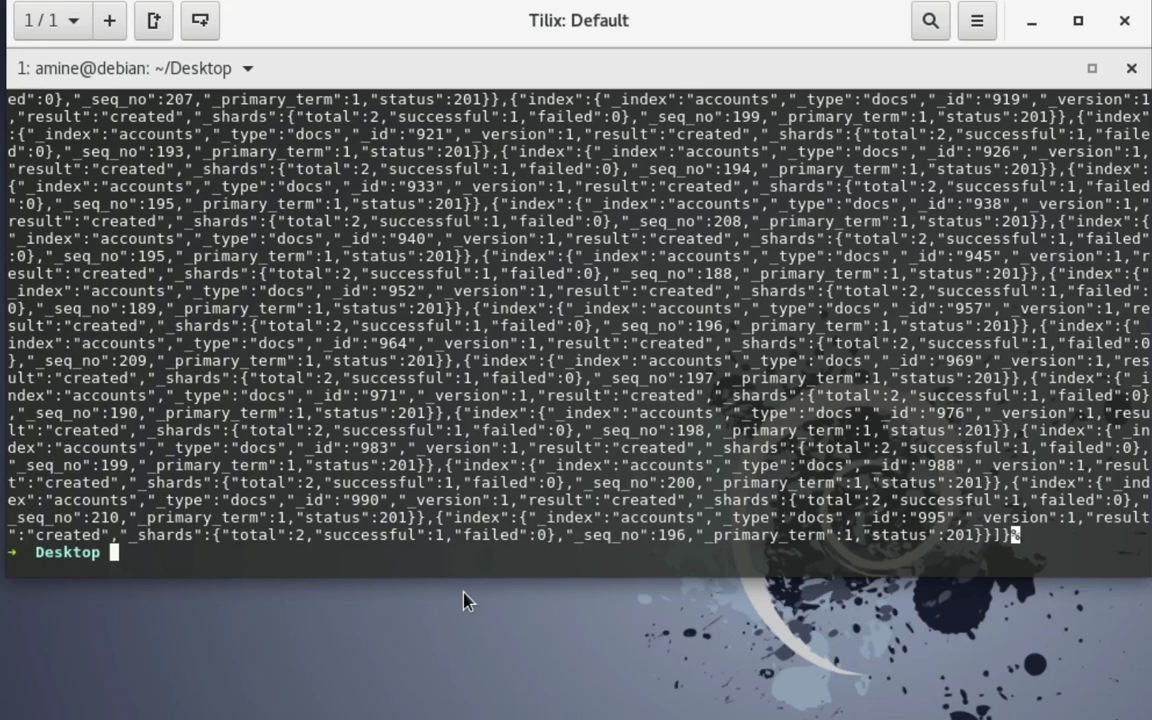 1 / 1
Tilix: Default
1: amine@debian: ~/Desktop
ed":0},"_seq_no":207,"_primary_term":1,"status":201}},{"index":{"_index":"accounts","_type":"docs","_id":"919","_version":1
,"result":"created","_shards":{"total":2,"successful":1,"failed":0},"_seq_no":199,"_primary_term":1,"status":201}},{"index"
:{"_index":"accounts","_type":"docs","_id":"921","_version":1,"result":"created","_shards":{"total":2,"successful":1,"faile
d":0},"_seq_no":193,"_primary_term":1,"status":201}},{"index":{"_index":"accounts","_type":"docs","_id":"926","_version":1,
"result":"created","_shards":{"total":2,"successful":1,"failed":0},"_seq_no":194,"_primary_term":1,"status":201}},{"index":
{"_index":"accounts","_type":"docs","_id":"933","_version":1,"result":"created","_shards":{"total":2,"successful":1,"failed
":0},"_seq_no":195,"_primary_term":1,"status":201}},{"index":{"_index":"accounts","_type":"docs","_id":"938","_version":1,"
result":"created","_shards":{"total":2,"successful":1,"failed":0},"_seq_no":208,"_primary_term":1,"status":201}},{"index":{
"_index":"accounts","_type":"docs","_id":"940","_version":1,"result":"created","_shards":{"total":2,"successful":1,"failed"
:0},"_seq_no":195,"_primary_term":1,"status":201}},{"index":{"_index":"accounts","_type":"docs","_id":"945","_version":1,"r
esult":"created","_shards":{"total":2,"successful":1,"failed":0},"_seq_no":188,"_primary_term":1,"status":201}},{"index":{"
_index":"accounts","_type":"docs","_id":"952","_version":1,"result":"created","_shards":{"total":2,"successful":1,"failed":
0},"_seq_no":189,"_primary_term":1,"status":201}},{"index":{"_index":"accounts","_type":"docs","_id":"957","_version":1,"re
sult":"created","_shards":{"total":2,"successful":1,"failed":0},"_seq_no":196,"_primary_term":1,"status":201}},{"index":{"_
index":"accounts","_type":"docs","_id":"964","_version":1,"result":"created","_shards":{"total":2,"successful":1,"failed":0
},"_seq_no":209,"_primary_term":1,"status":201}},{"index":{"_index":"accounts","_type":"docs","_id":"969","_version":1,"res
ult":"created","_shards":{"total":2,"successful":1,"failed":0},"_seq_no":197,"_primary_term":1,"status":201}},{"index":{"_i
ndex":"accounts","_type":"docs","_id":"971","_version":1,"result":"created","_shards":{"total":2,"successful":1,"failed":0}
,"_seq_no":190,"_primary_term":1,"status":201}},{"index":{"_index":"accounts","_type":"docs","_id":"976","_version":1,"resu
lt":"created","_shards":{"total":2,"successful":1,"failed":0},"_seq_no":198,"_primary_term":1,"status":201}},{"index":{"_in
dex":"accounts","_type":"docs","_id":"983","_version":1,"result":"created","_shards":{"total":2,"successful":1,"failed":0},
"_seq_no":199,"_primary_term":1,"status":201}},{"index":{"_index":"accounts","_type":"docs","_id":"988","_version":1,"resul
t":"created","_shards":{"total":2,"successful":1,"failed":0},"_seq_no":200,"_primary_term":1,"status":201}},{"index":{"_ind
ex":"accounts","_type":"docs","_id":"990","_version":1,"result":"created","_shards":{"total":2,"successful":1,"failed":0},"
_seq_no":210,"_primary_term":1,"status":201}},{"index":{"_index":"accounts","_type":"docs","_id":"995","_version":1,"result
":"created","_shards":{"total":2,"successful":1,"failed":0},"_seq_no":196,"_primary_term":1,"status":201}}]}%
➜ Desktop